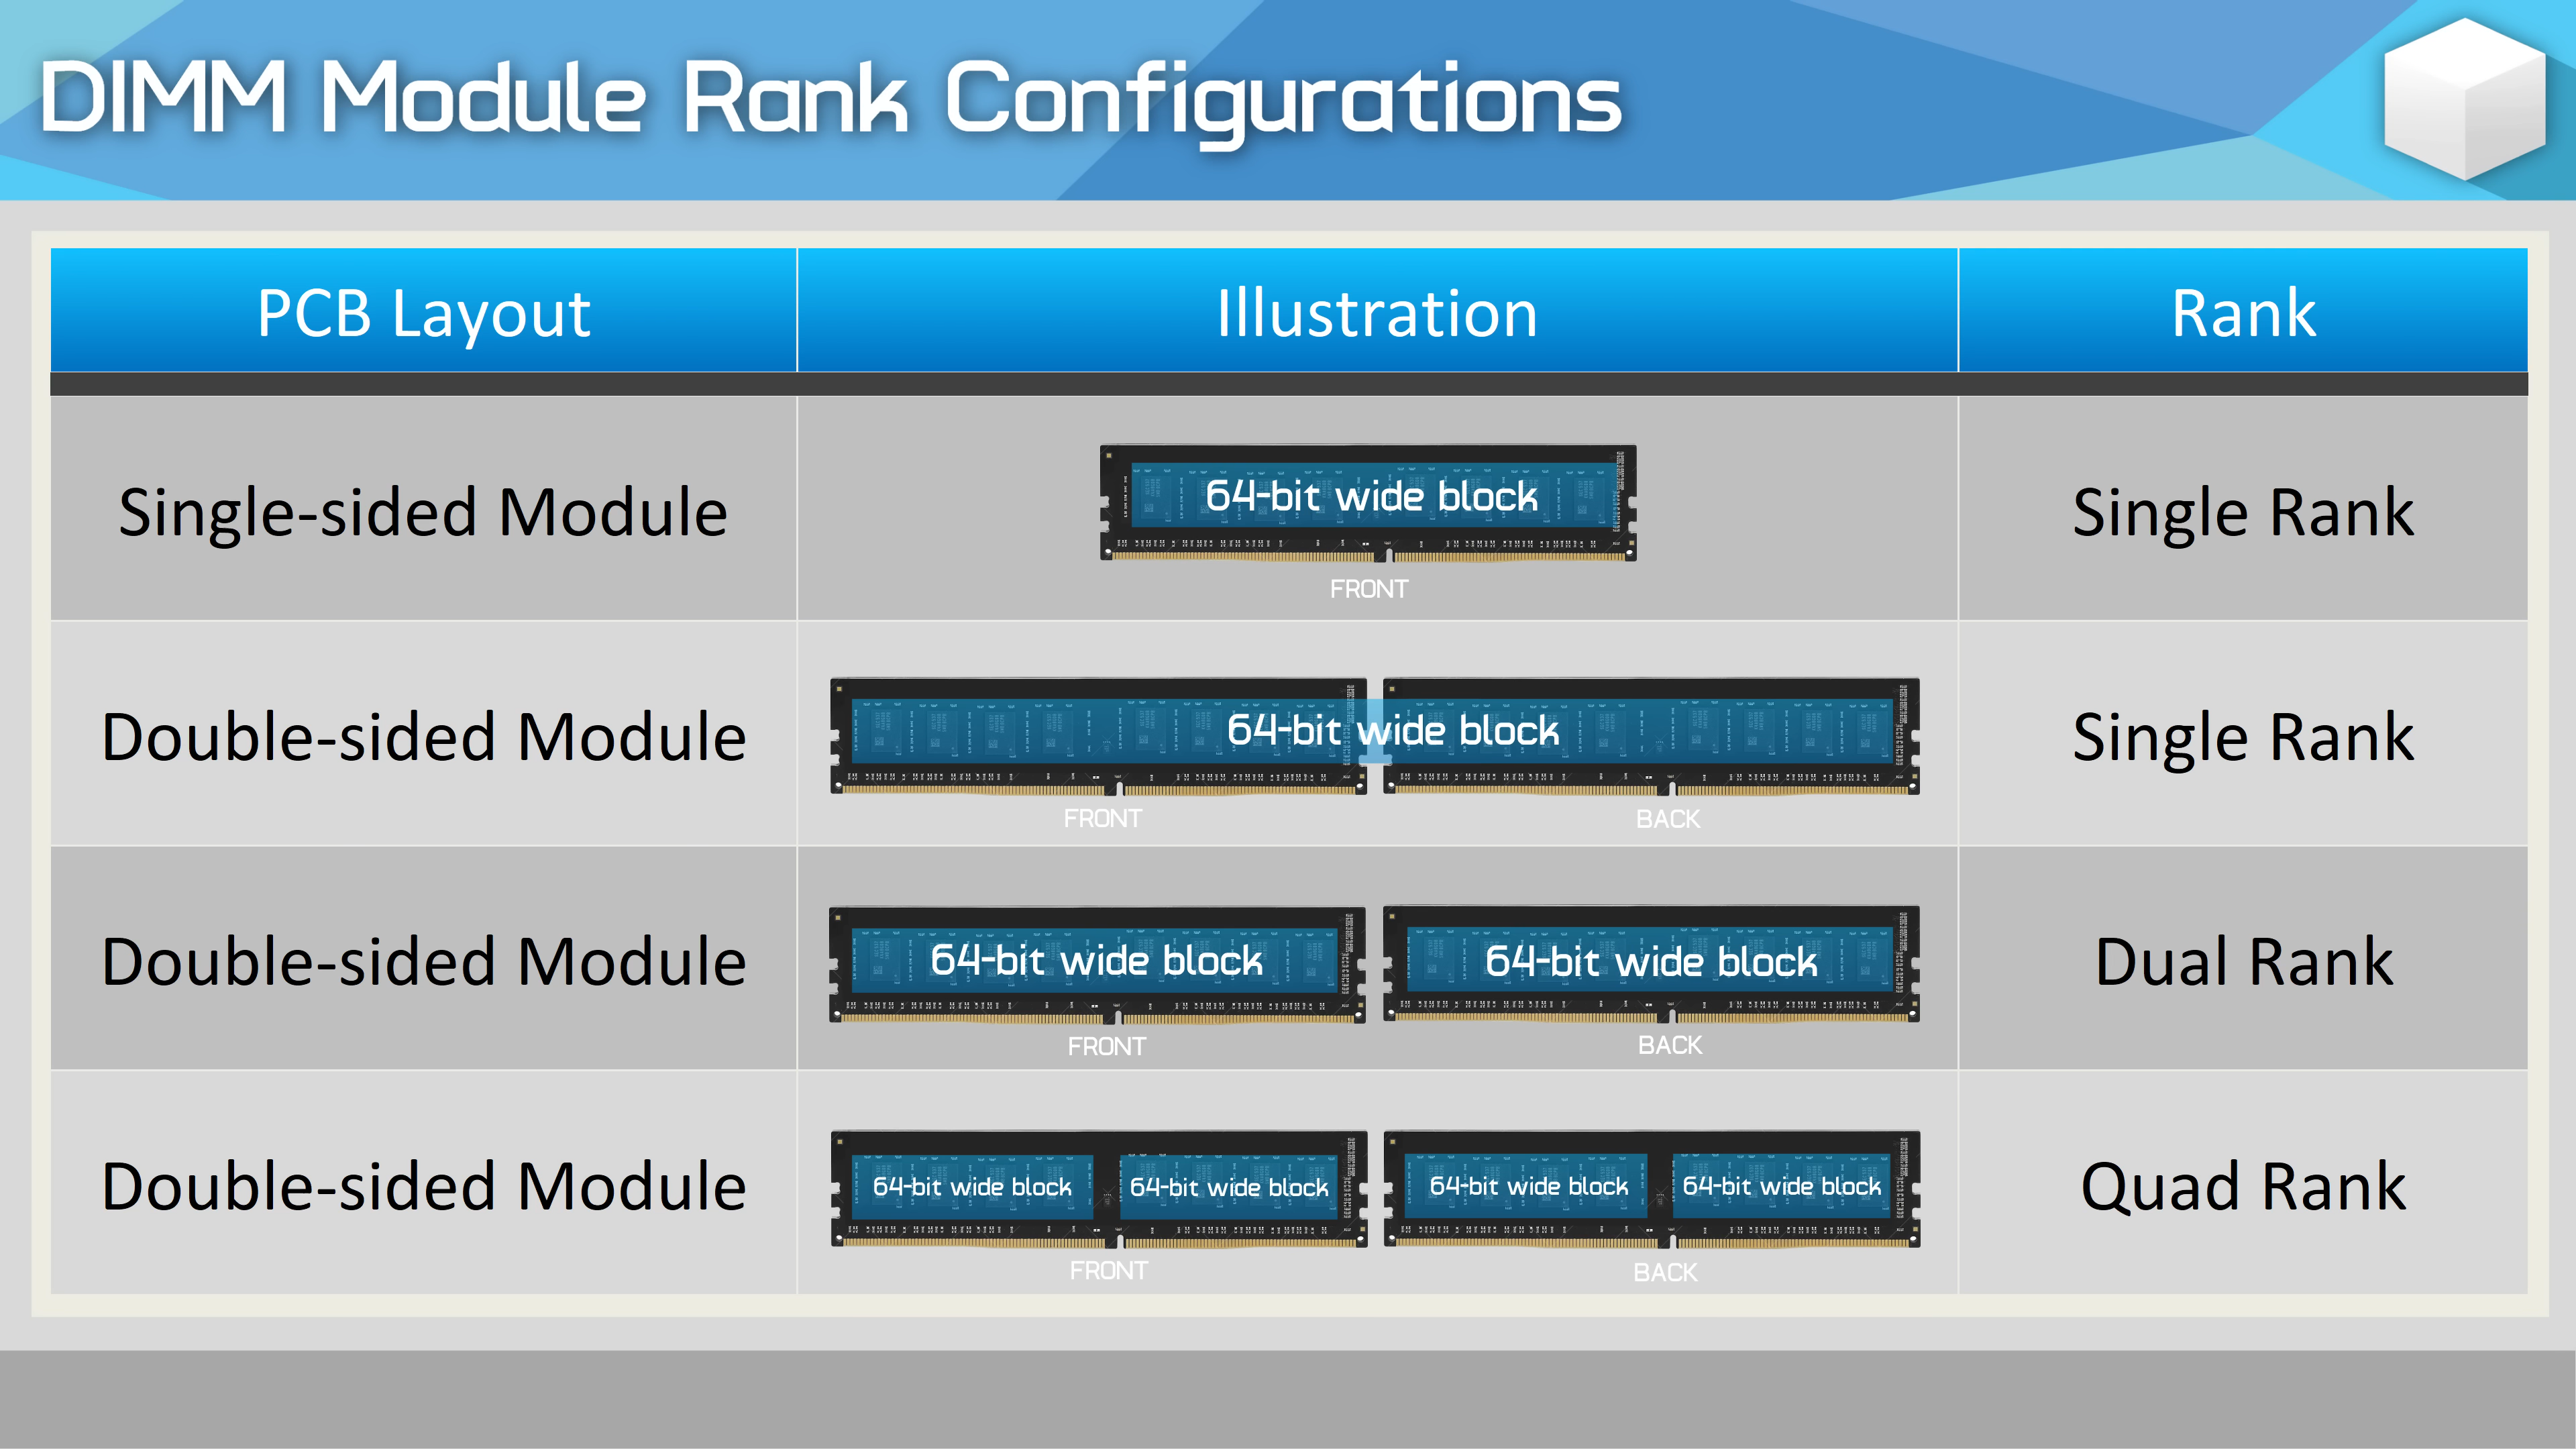 DIMM Module Rank Configurations
PCB Layout
Illustration
Rank
Single-sided Module
64-bit wide block
FRONT
Single Rank
Double-sided Module
64-bit wide block
FRONT
BACK
Single Rank
Double-sided Module
64-bit wide block
64-bit wide block
FRONT
BACK
Dual Rank
Double-sided Module
64-bit wide block
64-bit wide block
64-bit wide block
64-bit wide block
FRONT
BACK
Quad Rank